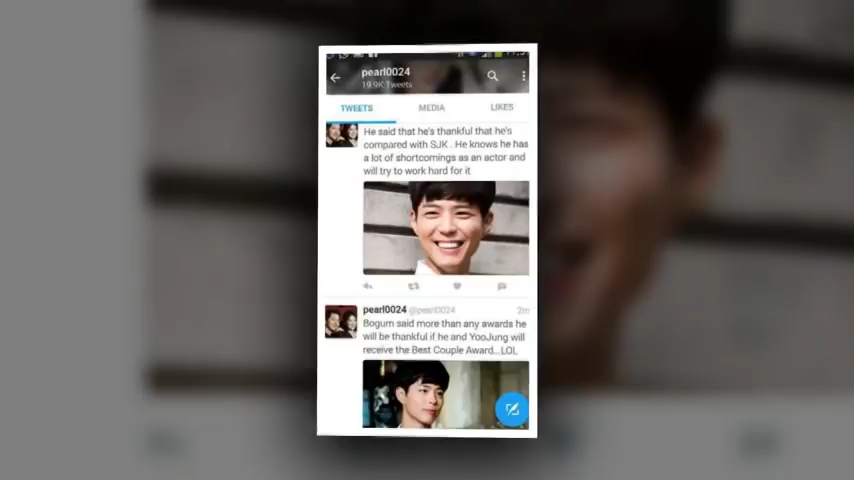 pearl0024
19.9K Tweets
TWEETS MEDIA LIKES
He said that he's thankful that he's
compared with SJK . He knows he has
a lot of shortcomings as an actor and
will try to work hard for it
pearl0024 @pearl0024 2m
Bogum said more than any awards he
will be thankful if he and YooJung will
receive the Best Couple Award...LOL